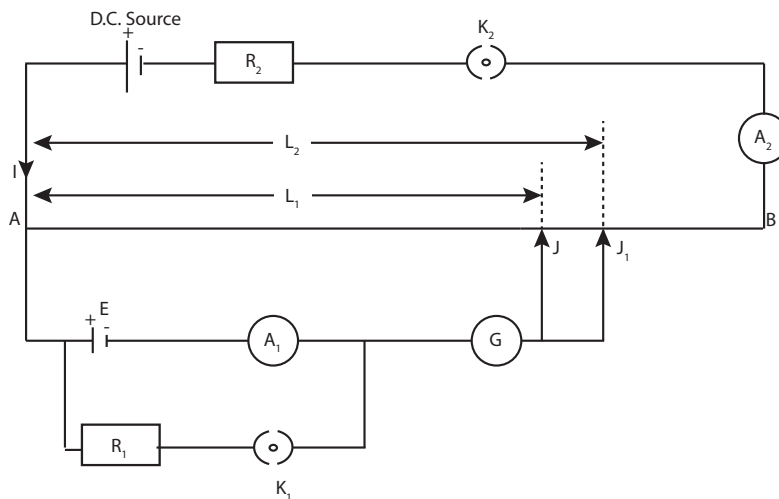 D.C. Source
+
-
R₂
K₂
A₂
L₂
I
L₁
A
B
J
J₁
E
+
-
A₁
G
R₁
K₁